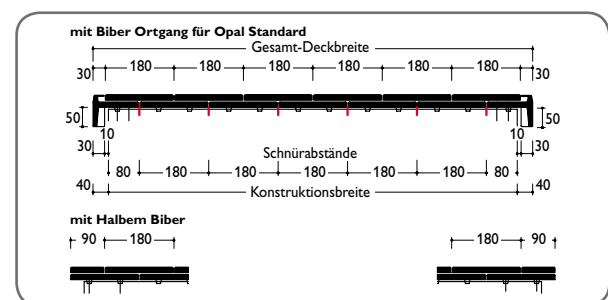 mit Biber Ortgang für Opal Standard
Gesamt-Deckbreite
30 180 180 180 180 180 180 30
50 50
10 10
30 Schnürabstände 30
80 180 180 180 180 180 80
40 Konstruktionsbreite 40
mit Halbem Biber
90 180 180 90